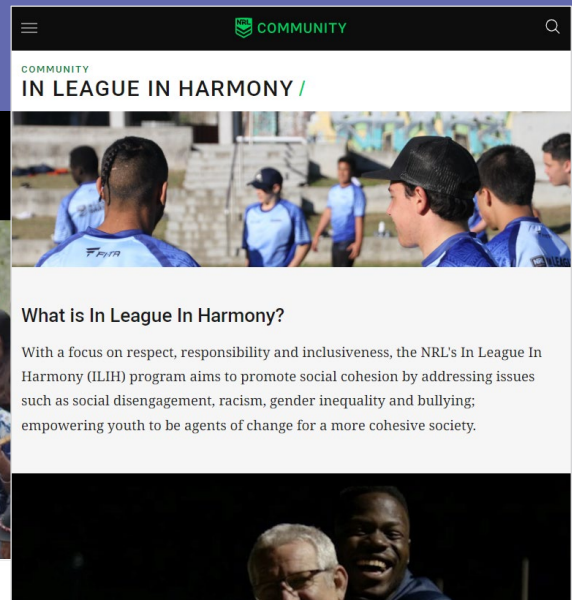 NRL
COMMUNITY
COMMUNITY
IN LEAGUE IN HARMONY /
What is In League In Harmony?
With a focus on respect, responsibility and inclusiveness, the NRL's In League In
Harmony (ILIH) program aims to promote social cohesion by addressing issues
such as social disengagement, racism, gender inequality and bullying;
empowering youth to be agents of change for a more cohesive society.